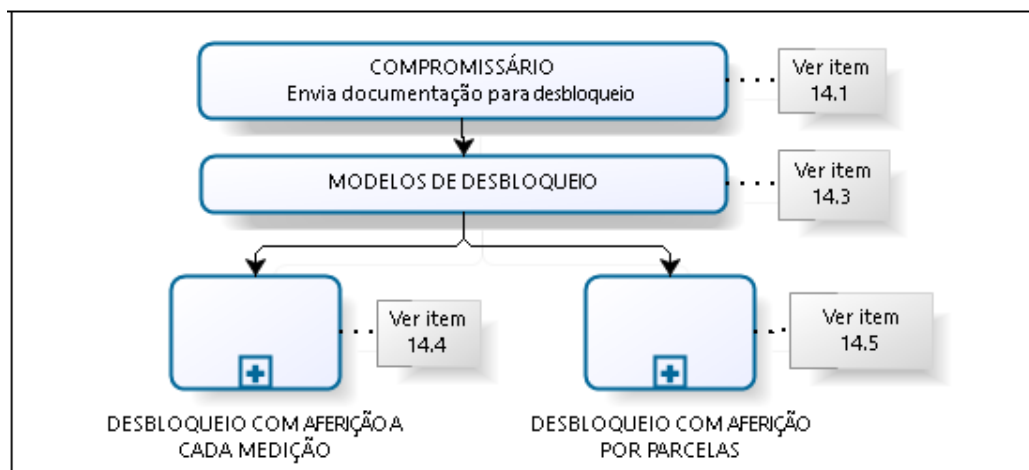 COMPROMISSÁRIO
Envia documentação para desbloqueio
Ver item
14.1
MODELOS DE DESBLOQUEIO
Ver item
14.3
Ver item
14.4
Ver item
14.5
DESBLOQUEIO COM AFERIÇÃO A
CADA MEDIÇÃO
DESBLOQUEIO COM AFERIÇÃO
POR PARCELAS